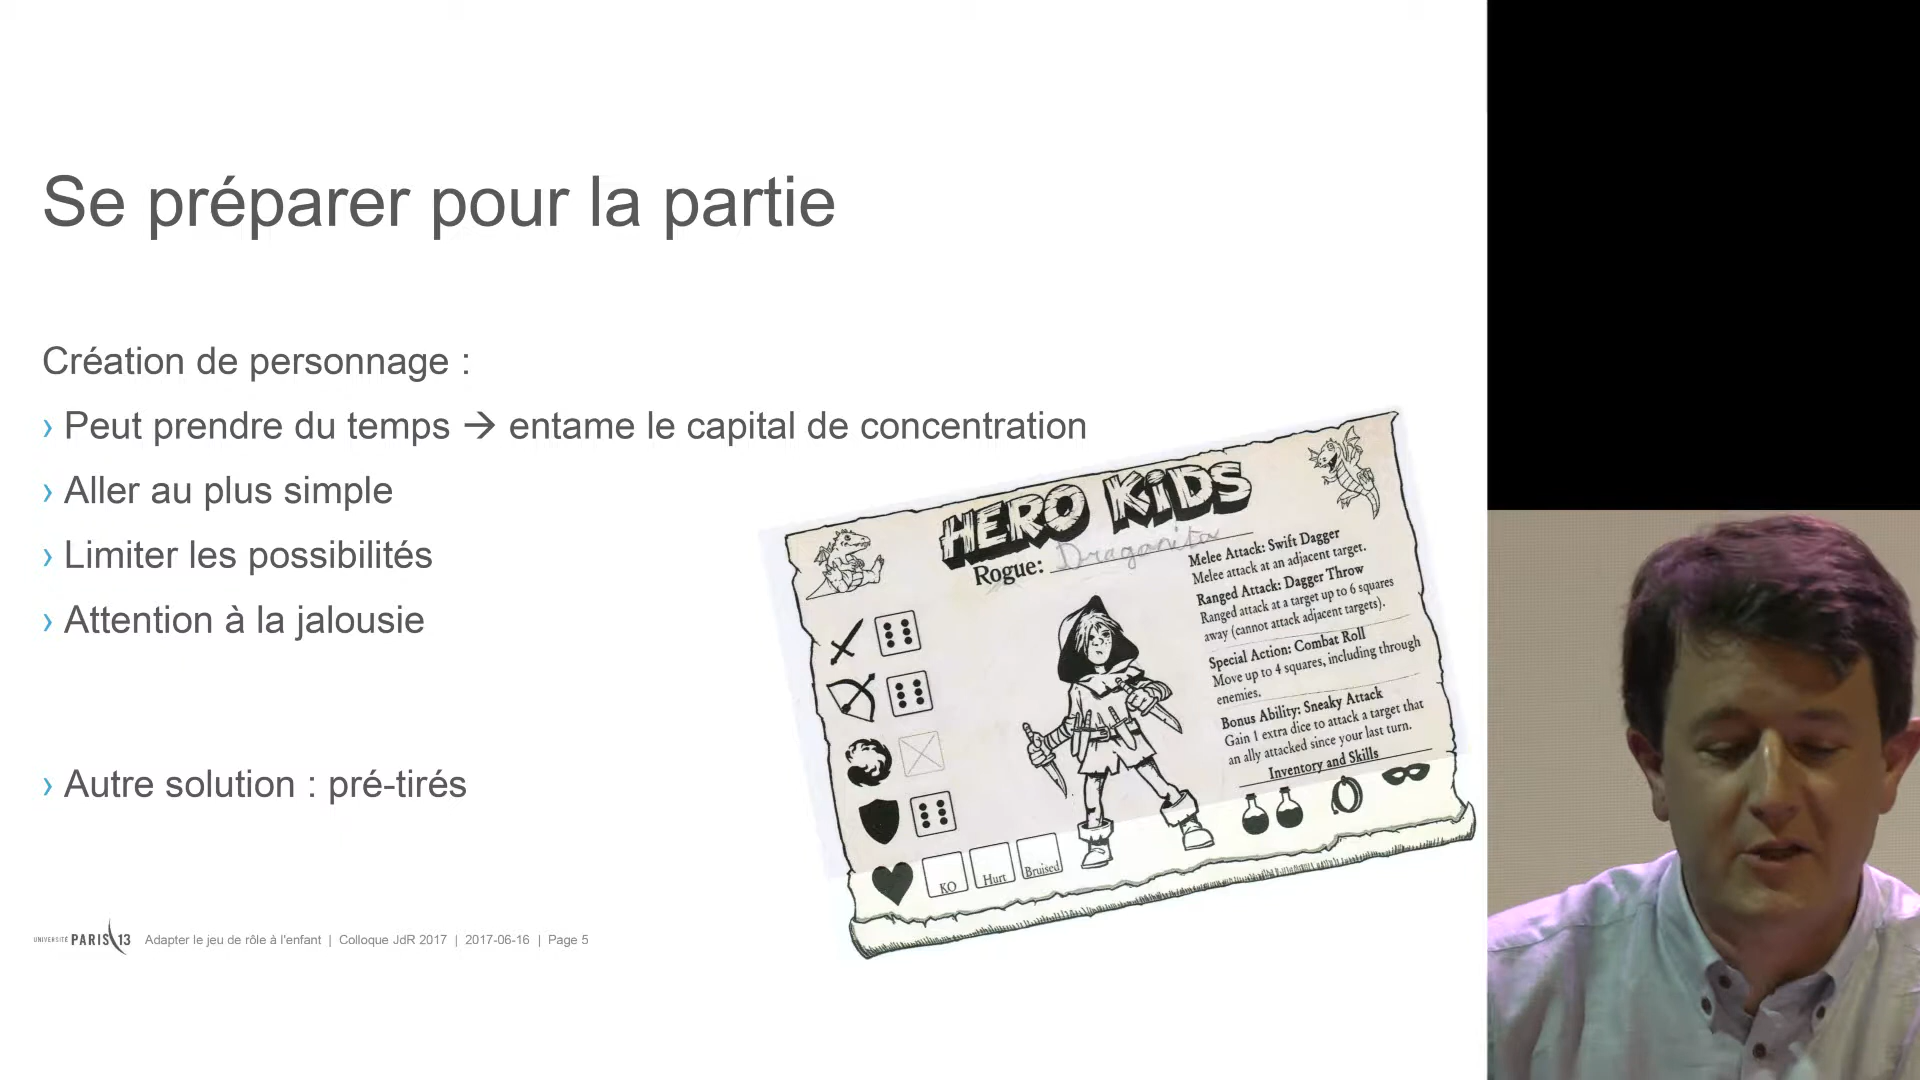 Se préparer pour la partie
Création de personnage :
› Peut prendre du temps → entame le capital de concentration
› Aller au plus simple
› Limiter les possibilités
› Attention à la jalousie
› Autre solution : pré-tirés
HERO KiDS
Rogue: Draganita
Melee Attack: Swift Dagger
Melee attack at an adjacent target.
Ranged Attack: Dagger Throw
Ranged attack at a target up to 6 squares
away (cannot attack adjacent targets).
Special Action: Combat Roll
Move up to 4 squares, including through
enemies.
Bonus Ability: Sneaky Attack
Gain 1 extra dice to attack a target that
an ally attacked since your last turn.
Inventory and Skills
KO
Hurt
Bruised
UNIVERSITÉ PARIS 13
Adapter le jeu de rôle à l'enfant | Colloque JdR 2017 | 2017-06-16 | Page 5